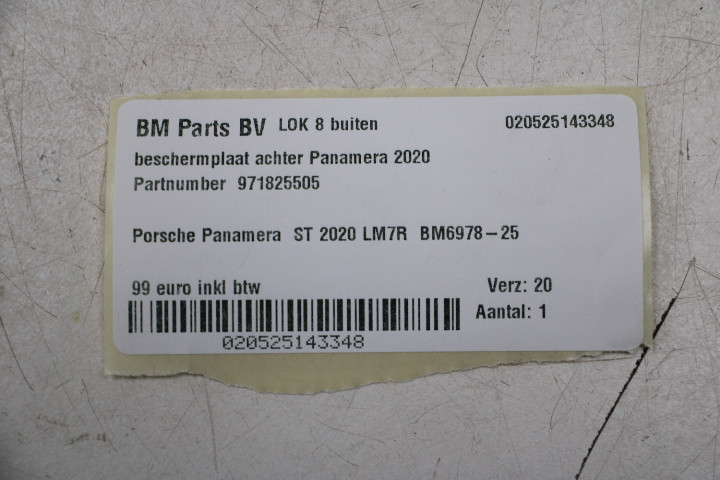 BM Parts BV LOK 8 buiten 020525143348
beschermplaat achter Panamera 2020
Partnumber 971825505
Porsche Panamera ST 2020 LM7R BM6978-25
99 euro inkl btw Verz: 20
Aantal: 1
020525143348